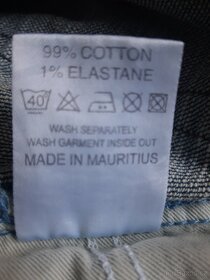 99% COTTON
1% ELASTANE
40
WASH SEPARATELY
WASH GARMENT INSIDE OUT
MADE IN MAURITIUS